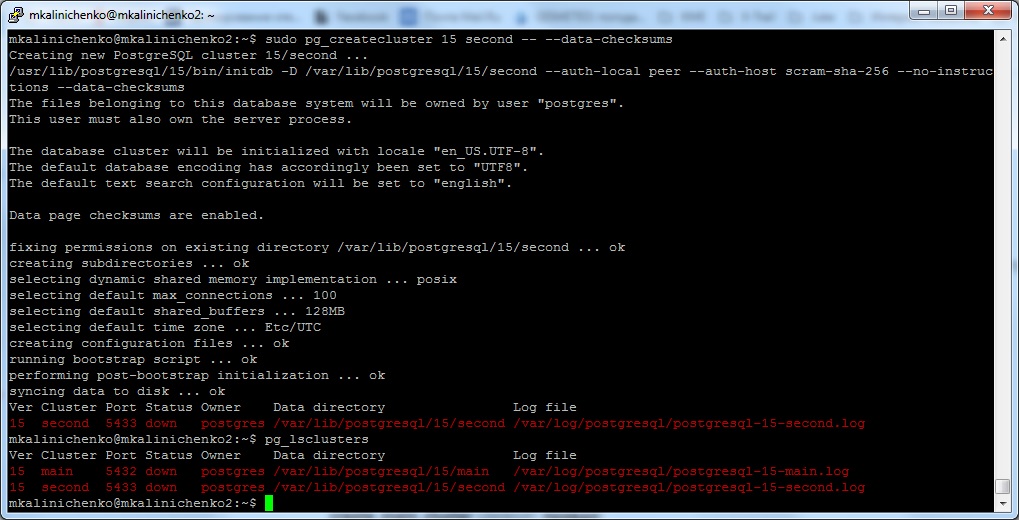 mkalinichenko@mkalinichenko2: ~
mkalinichenko@mkalinichenko2:~$ sudo pg_createcluster 15 second -- --data-checksums
Creating new PostgreSQL cluster 15/second ...
/usr/lib/postgresql/15/bin/initdb -D /var/lib/postgresql/15/second --auth-local peer --auth-host scram-sha-256 --no-instruc
tions --data-checksums
The files belonging to this database system will be owned by user "postgres".
This user must also own the server process.
The database cluster will be initialized with locale "en_US.UTF-8".
The default database encoding has accordingly been set to "UTF8".
The default text search configuration will be set to "english".
Data page checksums are enabled.
fixing permissions on existing directory /var/lib/postgresql/15/second ... ok
creating subdirectories ... ok
selecting dynamic shared memory implementation ... posix
selecting default max_connections ... 100
selecting default shared_buffers ... 128MB
selecting default time zone ... Etc/UTC
creating configuration files ... ok
running bootstrap script ... ok
performing post-bootstrap initialization ... ok
syncing data to disk ... ok
Ver Cluster Port Status Owner    Data directory                Log file
15  second  5433 down   postgres /var/lib/postgresql/15/second /var/log/postgresql/postgresql-15-second.log
mkalinichenko@mkalinichenko2:~$ pg_lsclusters
Ver Cluster Port Status Owner    Data directory                Log file
15  main    5432 down   postgres /var/lib/postgresql/15/main   /var/log/postgresql/postgresql-15-main.log
15  second  5433 down   postgres /var/lib/postgresql/15/second /var/log/postgresql/postgresql-15-second.log
mkalinichenko@mkalinichenko2:~$